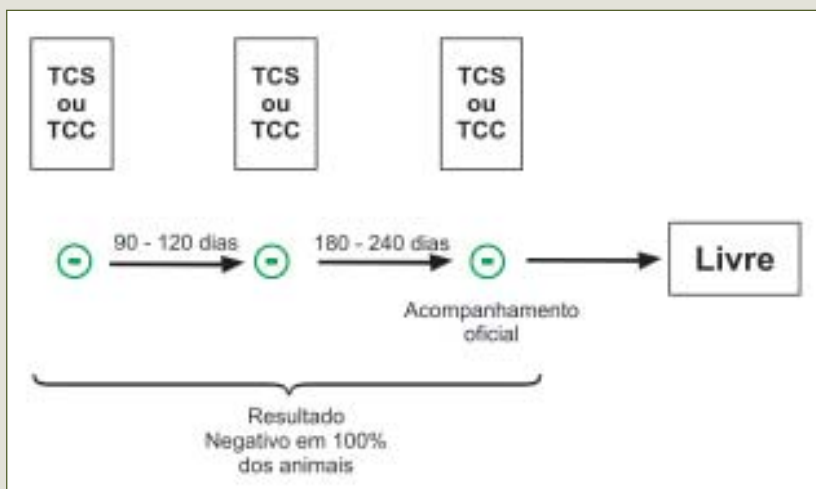 TCS
ou
TCC
TCS
ou
TCC
TCS
ou
TCC
90 - 120 dias
180 - 240 dias
Livre
Acompanhamento
oficial
Resultado
Negativo em 100%
dos animais